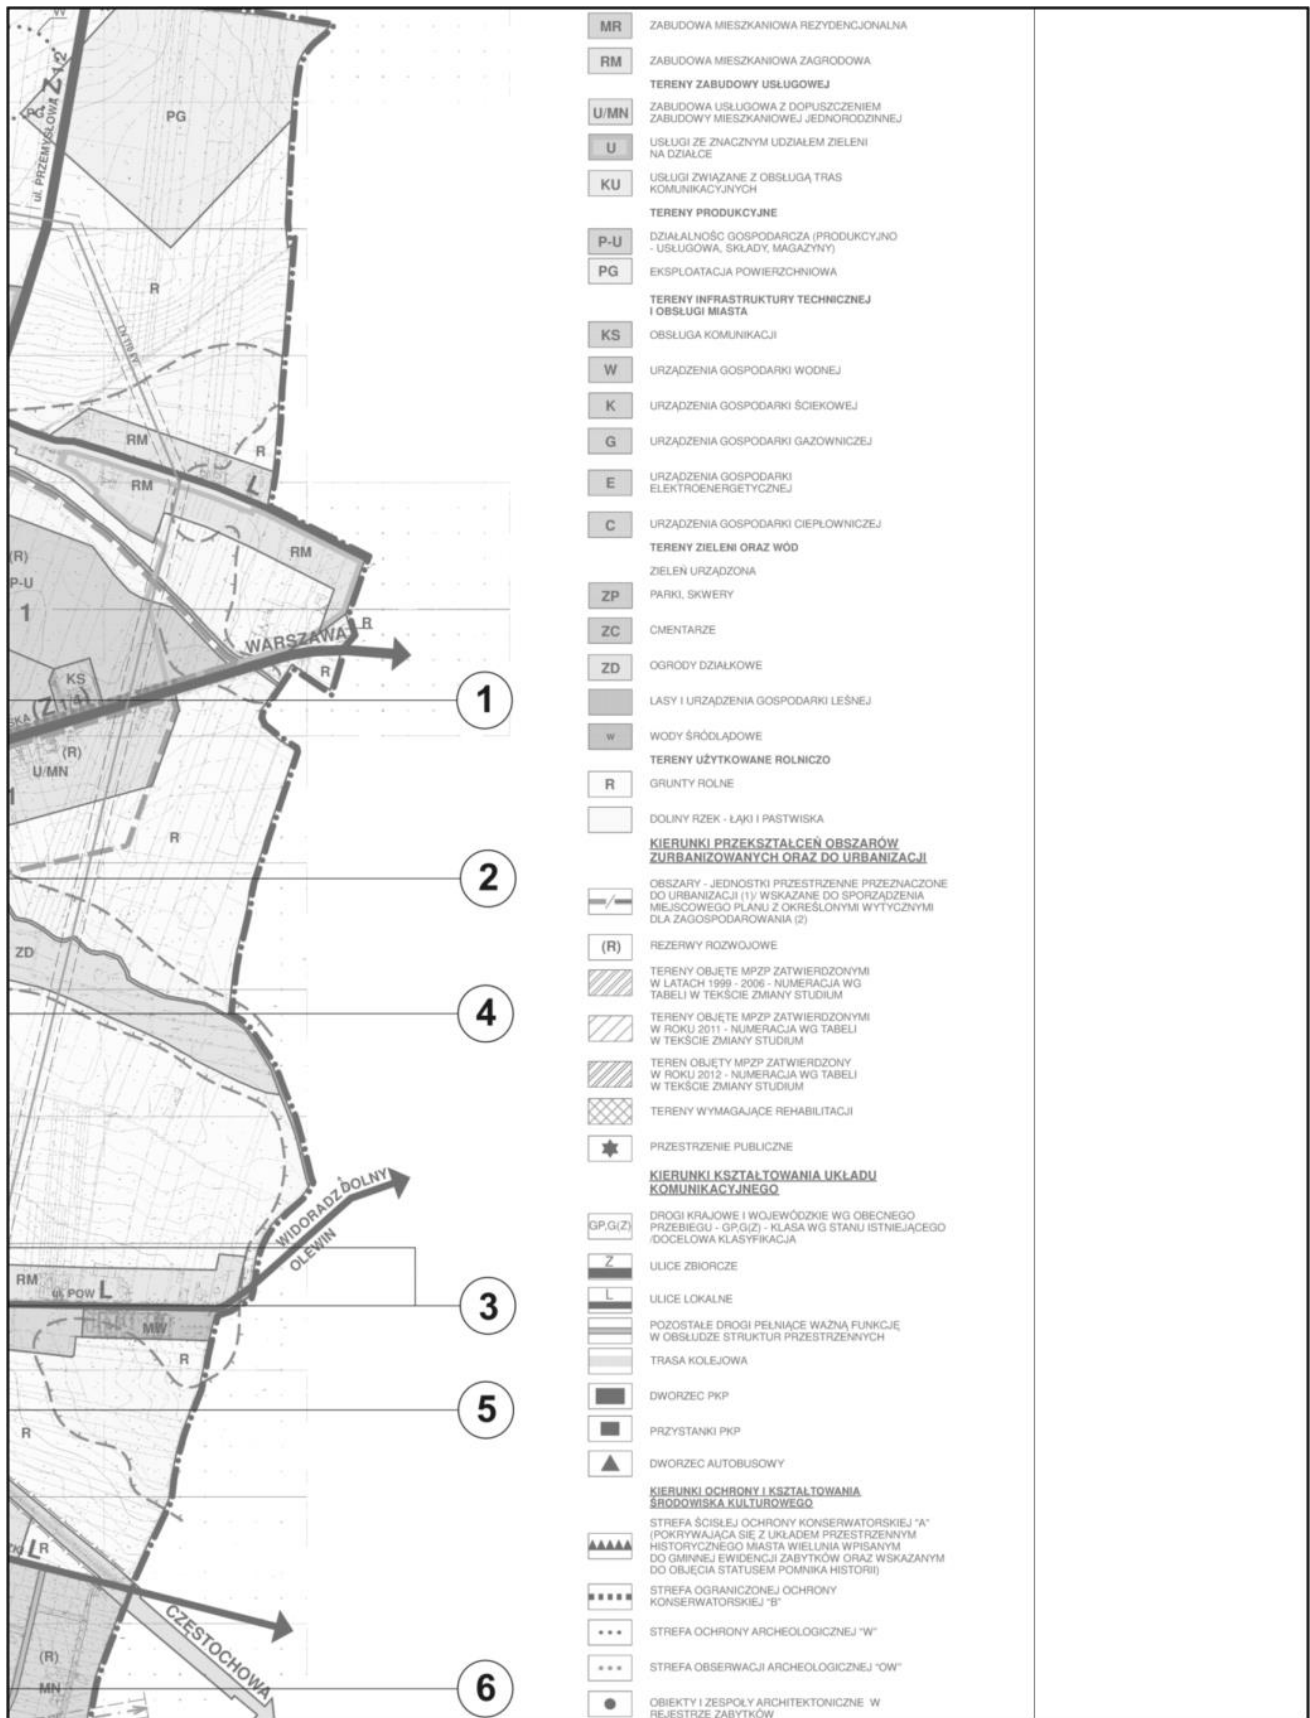 W
ul. PRZEMYSŁOWA Z 1/2
PG
PG
R
RM
R
RM
L
RM
(R)
P-U
1
WARSZAWA
R
R
KS
SKA (Z 1/4)
(R)
U/MN
1
R
ZD
WIDORADZ DOLNY
OLEWIN
RM
ul. POW L
MW
R
R
L R
CZĘSTOCHOWA
(R)
MN
1
2
4
3
5
6
MR ZABUDOWA MIESZKANIOWA REZYDENCJONALNA
RM ZABUDOWA MIESZKANIOWA ZAGRODOWA
TERENY ZABUDOWY USŁUGOWEJ
U/MN ZABUDOWA USŁUGOWA Z DOPUSZCZENIEM
ZABUDOWY MIESZKANIOWEJ JEDNORODZINNEJ
U USŁUGI ZE ZNACZNYM UDZIAŁEM ZIELENI
NA DZIAŁCE
KU USŁUGI ZWIĄZANE Z OBSŁUGĄ TRAS
KOMUNIKACYJNYCH
TERENY PRODUKCYJNE
P-U DZIAŁALNOŚC GOSPODARCZA (PRODUKCYJNO
- USŁUGOWA, SKŁADY, MAGAZYNY)
PG EKSPLOATACJA POWIERZCHNIOWA
TERENY INFRASTRUKTURY TECHNICZNEJ
I OBSŁUGI MIASTA
KS OBSŁUGA KOMUNIKACJI
W URZĄDZENIA GOSPODARKI WODNEJ
K URZĄDZENIA GOSPODARKI ŚCIEKOWEJ
G URZĄDZENIA GOSPODARKI GAZOWNICZEJ
E URZĄDZENIA GOSPODARKI
ELEKTROENERGETYCZNEJ
C URZĄDZENIA GOSPODARKI CIEPŁOWNICZEJ
TERENY ZIELENI ORAZ WÓD
ZIELEŃ URZĄDZONA
ZP PARKI, SKWERY
ZC CMENTARZE
ZD OGRODY DZIAŁKOWE
LASY I URZĄDZENIA GOSPODARKI LEŚNEJ
w WODY ŚRÓDLĄDOWE
TERENY UŻYTKOWANE ROLNICZO
R GRUNTY ROLNE
DOLINY RZEK - ŁĄKI I PASTWISKA
KIERUNKI PRZEKSZTAŁCEŃ OBSZARÓW
ZURBANIZOWANYCH ORAZ DO URBANIZACJI
OBSZARY - JEDNOSTKI PRZESTRZENNE PRZEZNACZONE
DO URBANIZACJI (1)/ WSKAZANE DO SPORZĄDZENIA
MIEJSCOWEGO PLANU Z OKREŚLONYMI WYTYCZNYMI
DLA ZAGOSPODAROWANIA (2)
(R) REZERWY ROZWOJOWE
TERENY OBJĘTE MPZP ZATWIERDZONYMI
W LATACH 1999 - 2006 - NUMERACJA WG
TABELI W TEKŚCIE ZMIANY STUDIUM
TERENY OBJĘTE MPZP ZATWIERDZONYMI
W ROKU 2011 - NUMERACJA WG TABELI
W TEKŚCIE ZMIANY STUDIUM
TEREN OBJĘTY MPZP ZATWIERDZONY
W ROKU 2012 - NUMERACJA WG TABELI
W TEKŚCIE ZMIANY STUDIUM
TERENY WYMAGAJĄCE REHABILITACJI
PRZESTRZENIE PUBLICZNE
KIERUNKI KSZTAŁTOWANIA UKŁADU
KOMUNIKACYJNEGO
GP,G(Z) DROGI KRAJOWE I WOJEWÓDZKIE WG OBECNEGO
PRZEBIEGU - GP,G(Z) - KLASA WG STANU ISTNIEJĄCEGO
/DOCELOWA KLASYFIKACJA
Z ULICE ZBIORCZE
L ULICE LOKALNE
POZOSTAŁE DROGI PEŁNIĄCE WAŻNĄ FUNKCJĘ
W OBSŁUDZE STRUKTUR PRZESTRZENNYCH
TRASA KOLEJOWA
DWORZEC PKP
PRZYSTANKI PKP
DWORZEC AUTOBUSOWY
KIERUNKI OCHRONY I KSZTAŁTOWANIA
ŚRODOWISKA KULTUROWEGO
STREFA ŚCISŁEJ OCHRONY KONSERWATORSKIEJ "A"
(POKRYWAJĄCA SIĘ Z UKŁADEM PRZESTRZENNYM
HISTORYCZNEGO MIASTA WIELUNIA WPISANYM
DO GMINNEJ EWIDENCJI ZABYTKÓW ORAZ WSKAZANYM
DO OBJĘCIA STATUSEM POMNIKA HISTORII)
STREFA OGRANICZONEJ OCHRONY
KONSERWATORSKIEJ "B"
STREFA OCHRONY ARCHEOLOGICZNEJ "W"
STREFA OBSERWACJI ARCHEOLOGICZNEJ "OW"
OBIEKTY I ZESPOŁY ARCHITEKTONICZNE W
REJESTRZE ZABYTKÓW